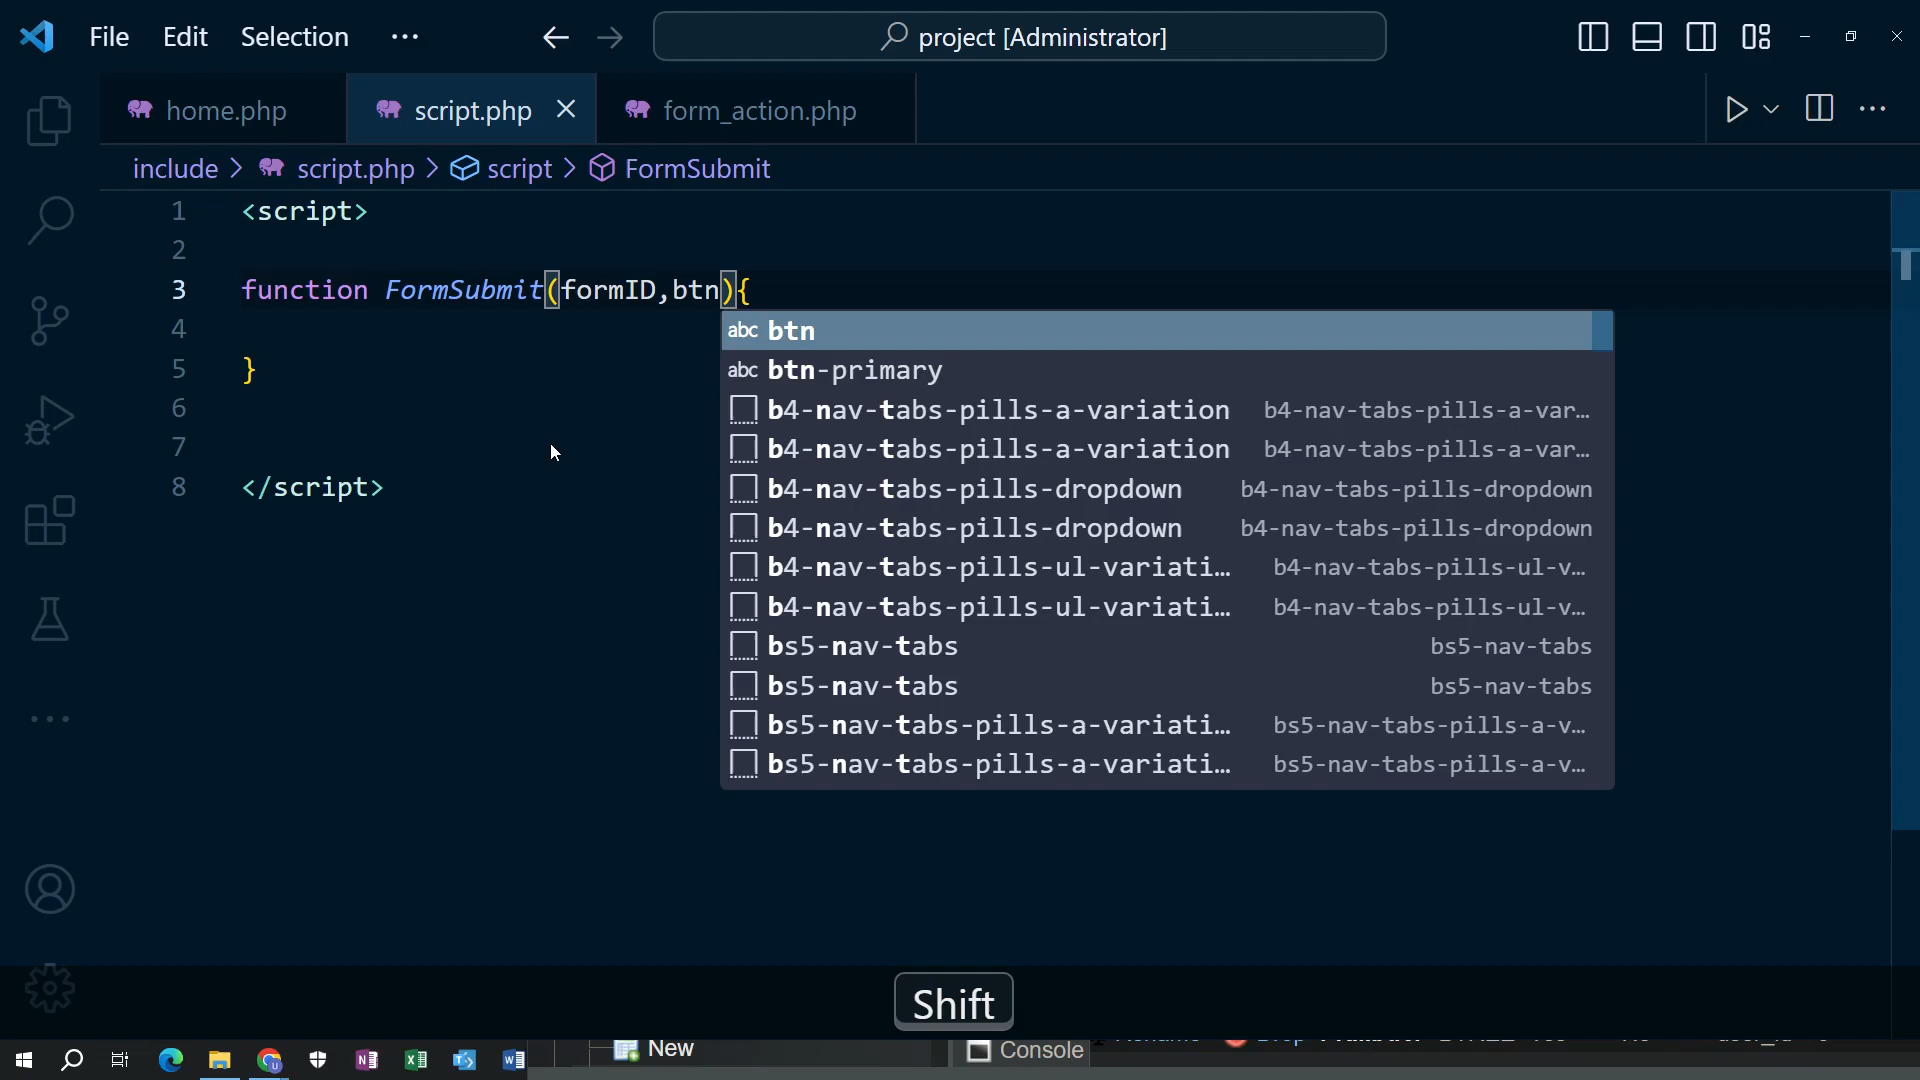 File Edit Selection ··· project [Administrator]
home.php script.php form_action.php
include > script.php > script > FormSubmit
1 <script>
2
3 function FormSubmit(formID,btn){
4
5 }
6
7
8 </script>
btn
btn-primary
b4-nav-tabs-pills-a-variation b4-nav-tabs-pills-a-var…
b4-nav-tabs-pills-a-variation b4-nav-tabs-pills-a-var…
b4-nav-tabs-pills-dropdown b4-nav-tabs-pills-dropdown
b4-nav-tabs-pills-dropdown b4-nav-tabs-pills-dropdown
b4-nav-tabs-pills-ul-variati… b4-nav-tabs-pills-ul-v…
b4-nav-tabs-pills-ul-variati… b4-nav-tabs-pills-ul-v…
bs5-nav-tabs bs5-nav-tabs
bs5-nav-tabs bs5-nav-tabs
bs5-nav-tabs-pills-a-variati… bs5-nav-tabs-pills-a-v…
bs5-nav-tabs-pills-a-variati… bs5-nav-tabs-pills-a-v…
Shift
New Console